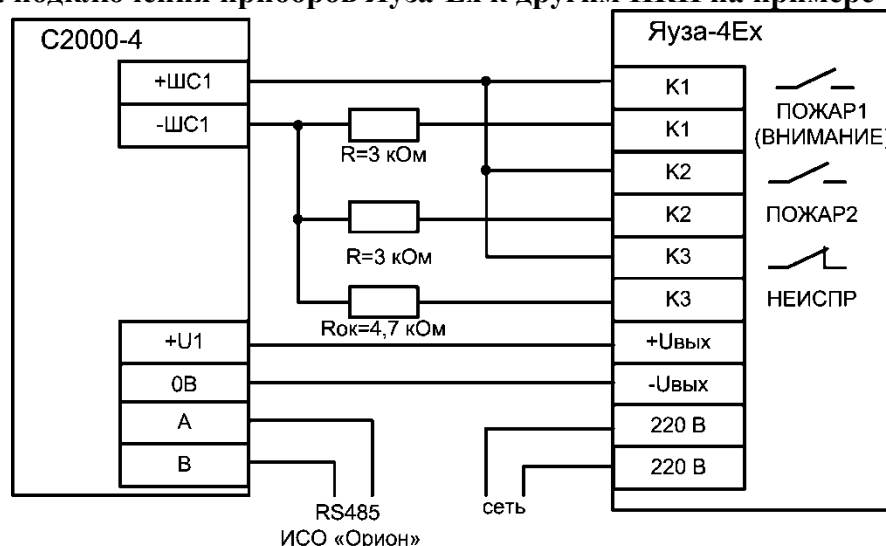 подключения приборов Яуза-Ех к другим ППК на примере
С2000-4
+ШС1
-ШС1
R=3 кОм
R=3 кОм
Rок=4,7 кОм
+U1
0В
А
В
RS485
ИСО «Орион»
Яуза-4Ех
К1
К1
К2
К2
К3
К3
+Uвых
-Uвых
220 В
220 В
сеть
ПОЖАР1
(ВНИМАНИЕ)
ПОЖАР2
НЕИСПР